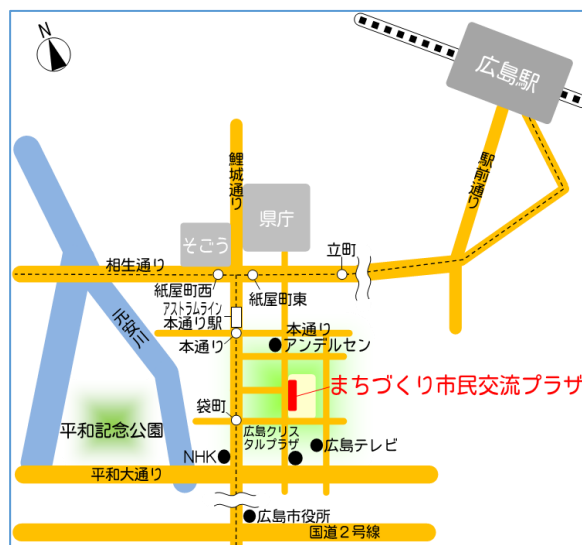 N
広島駅
鯉城通り
駅前通り
県庁
そごう
立町
相生通り
紙屋町西
紙屋町東
アストラムライン
本通り駅
本通り
本通り
アンデルセン
元安川
まちづくり市民交流プラザ
袋町
平和記念公園
広島クリス
タルプラザ
広島テレビ
NHK
平和大通り
広島市役所
国道2号線